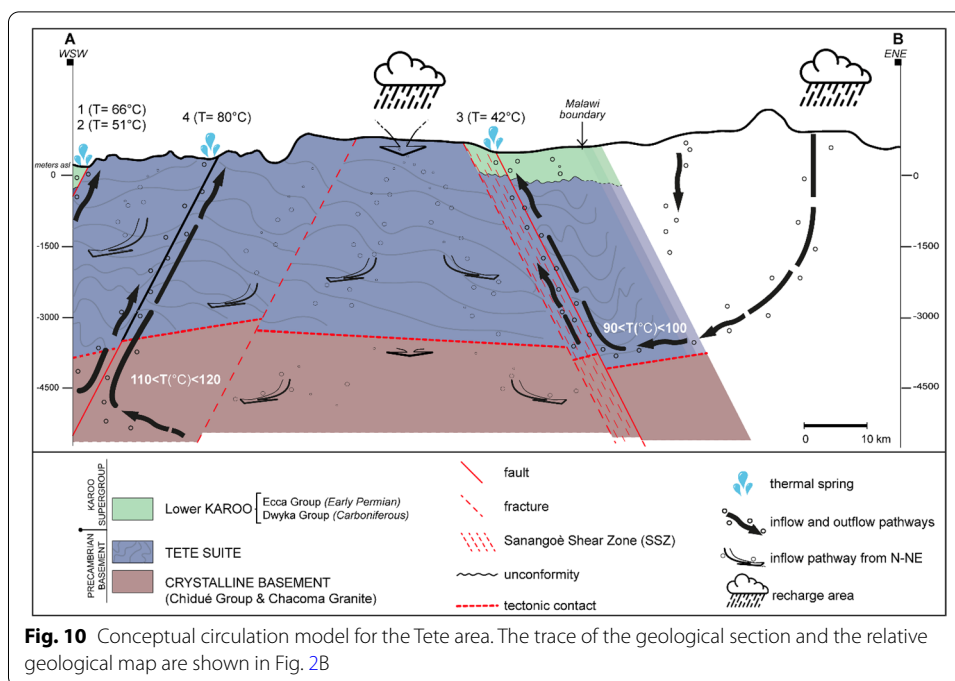 A
WSW
B
ENE
1 (T= 66°C)
2 (T= 51°C)
4 (T= 80°C)
3 (T= 42°C)
Malawi
boundary
meters asl
0
0
-1500
-1500
-3000
-3000
-4500
-4500
90<T(°C)<100
110<T(°C)<120
0
10 km
KAROO
SUPERGROUP
PRECAMBRIAN
BASEMENT
Lower KAROO
Ecca Group (Early Permian)
Dwyka Group (Carboniferous)
TETE SUITE
CRYSTALLINE BASEMENT
(Chìdué Group & Chacoma Granite)
fault
fracture
Sanangoè Shear Zone (SSZ)
unconformity
tectonic contact
thermal spring
inflow and outflow pathways
inflow pathway from N-NE
recharge area
Fig. 10 Conceptual circulation model for the Tete area. The trace of the geological section and the relative
geological map are shown in Fig. 2B